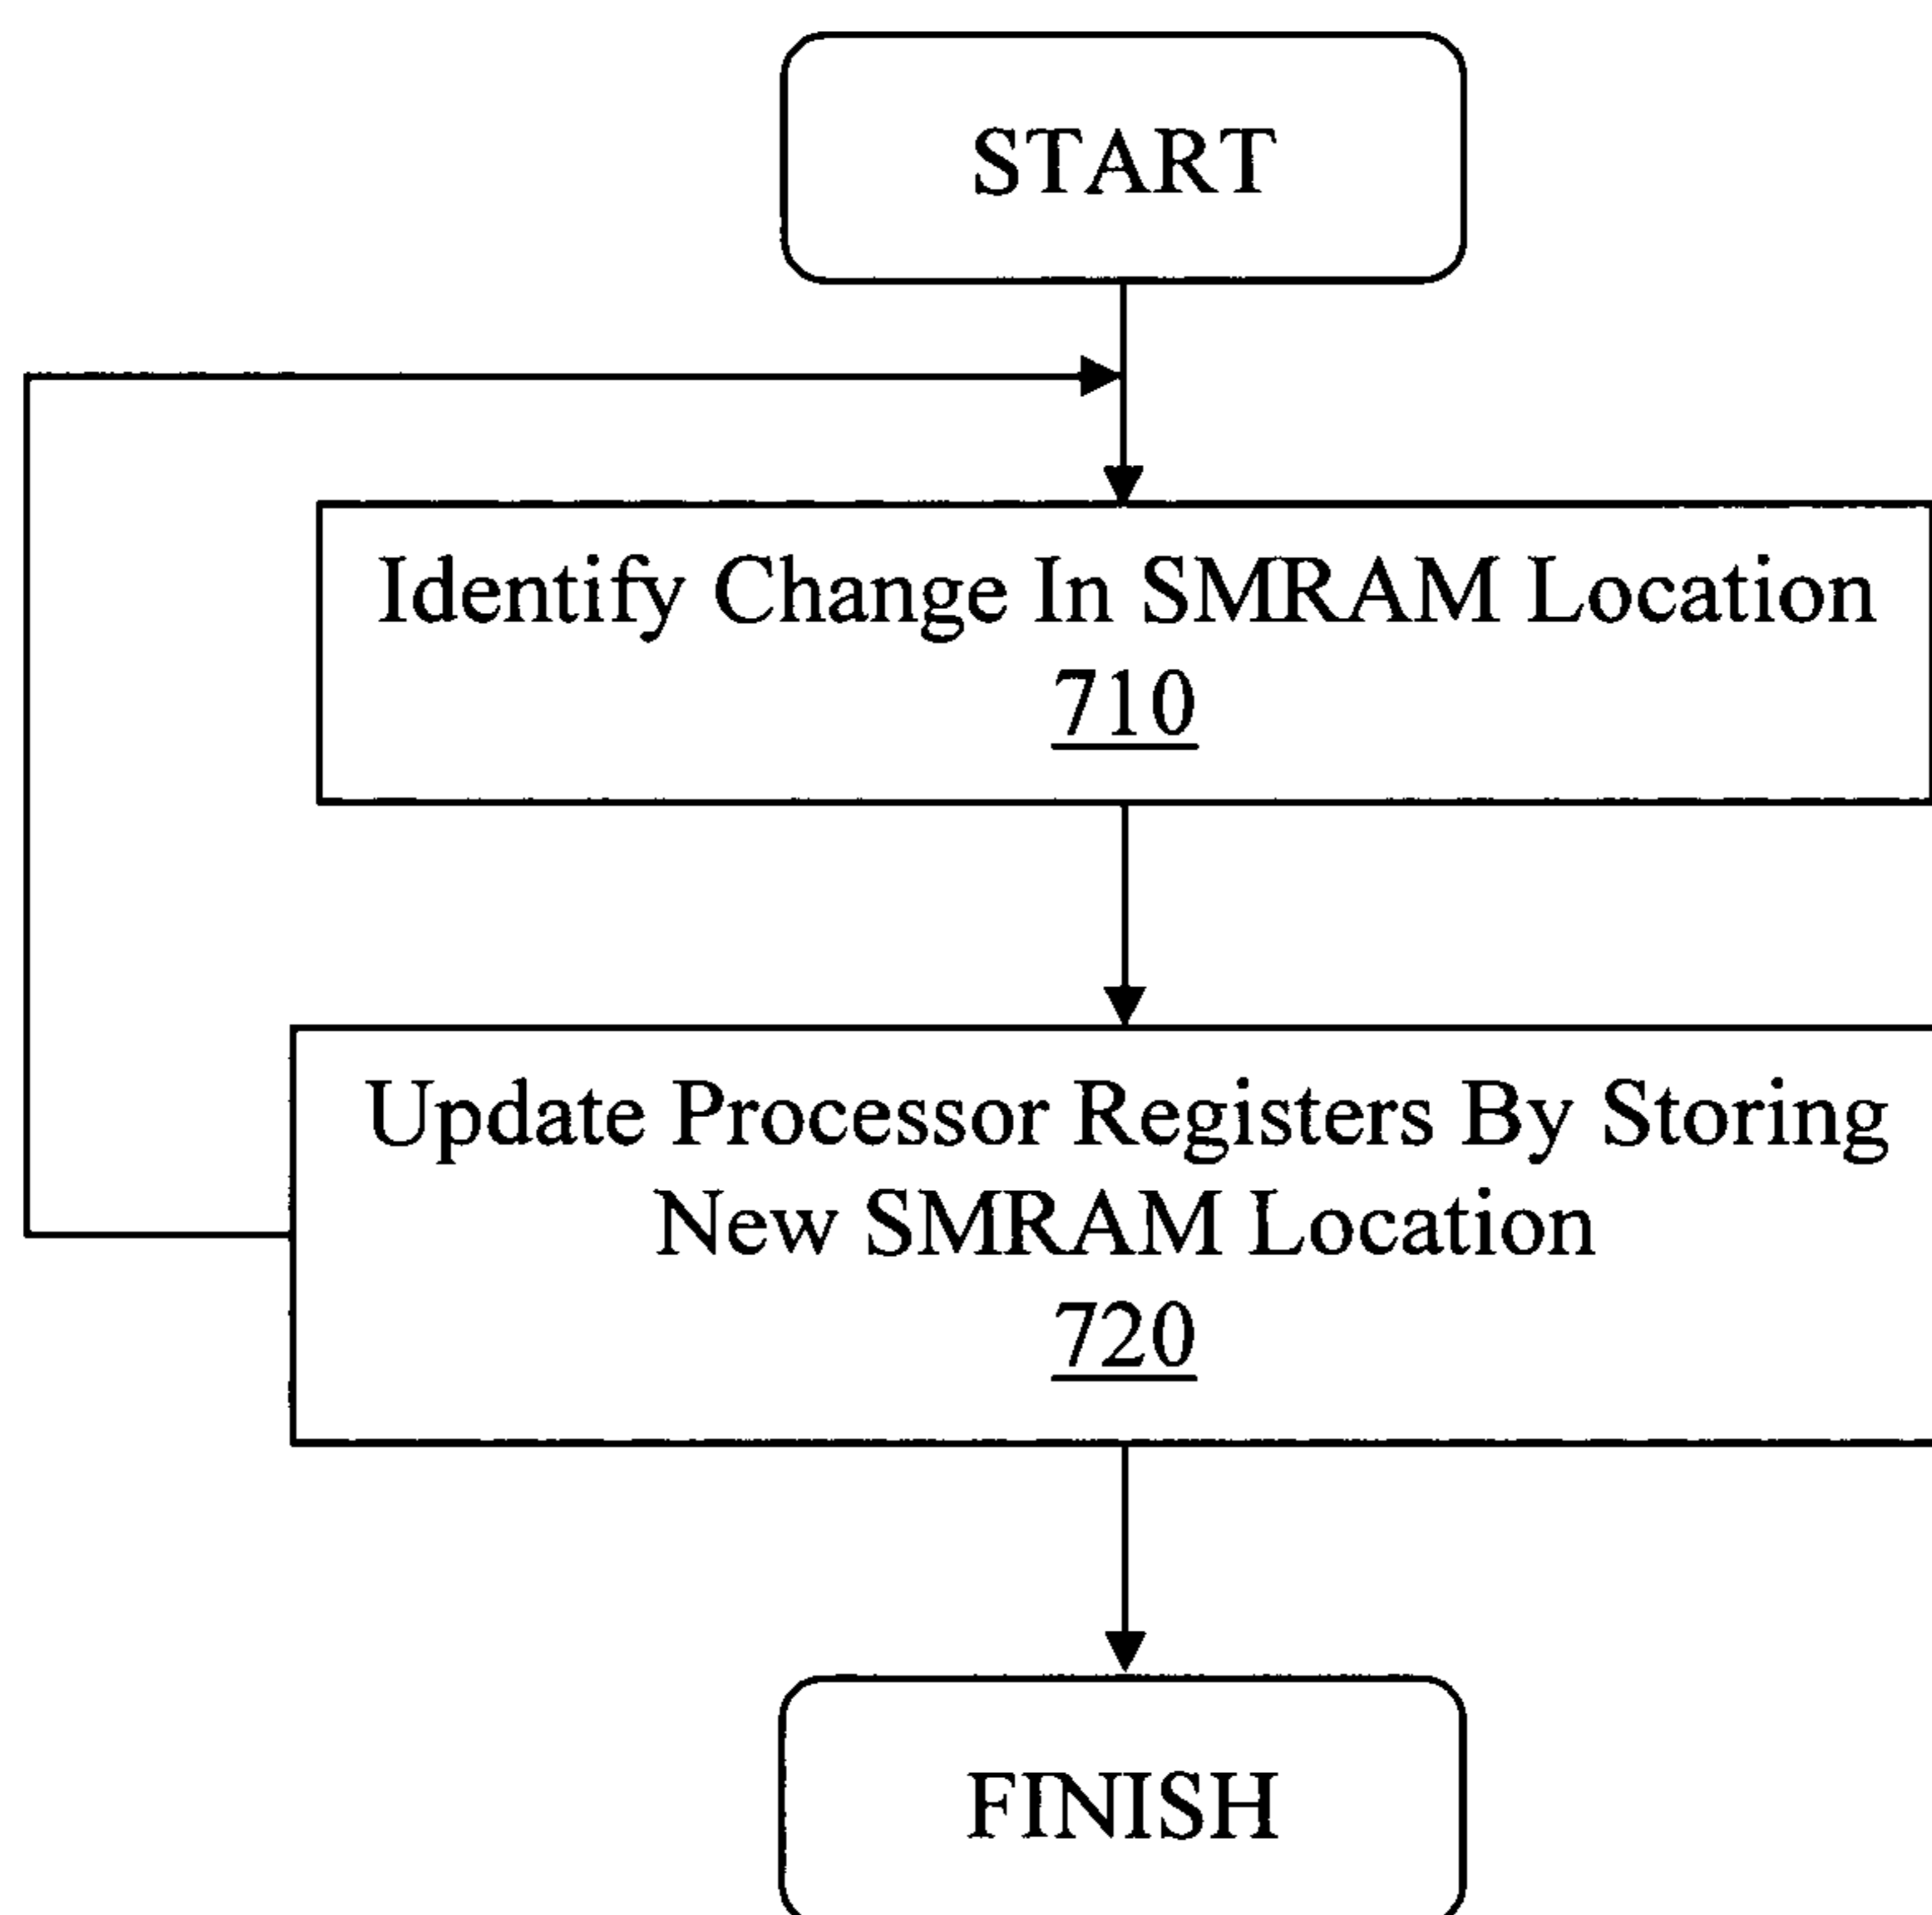 START
Identify Change In SMRAM Location
710
Update Processor Registers By Storing
New SMRAM Location
720
FINISH